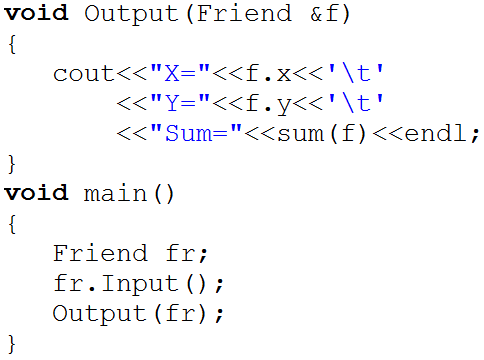 void Output(Friend &f)
{
   cout<<"X="<<f.x<<'\t'
       <<"Y="<<f.y<<'\t'
       <<"Sum="<<sum(f)<<endl;
}
void main()
{
   Friend fr;
   fr.Input();
   Output(fr);
}